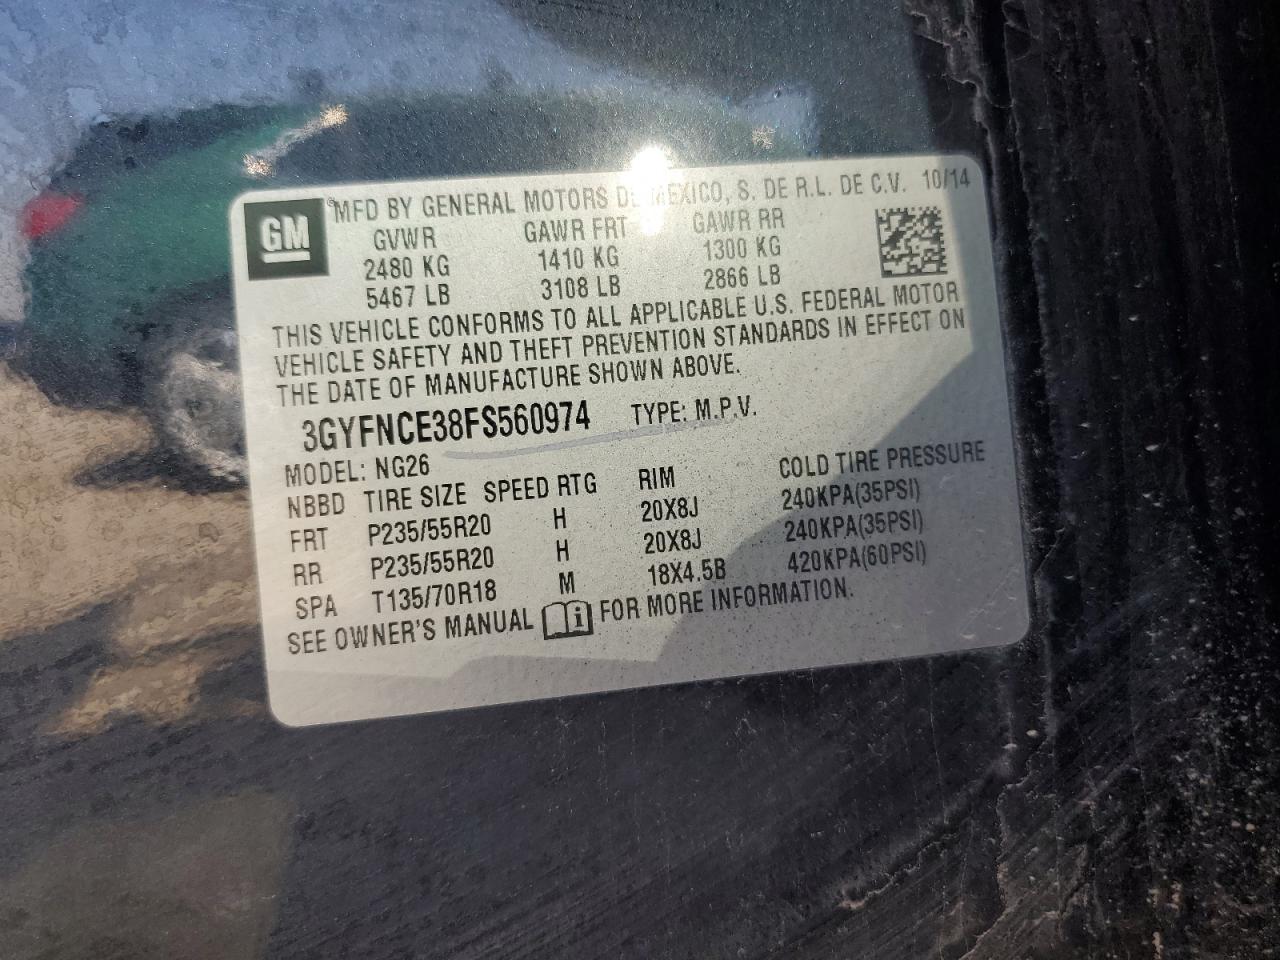 GM ®MFD BY GENERAL MOTORS DE MEXICO, S. DE R.L. DE C.V. 10/14
GVWR GAWR FRT GAWR RR
2480 KG 1410 KG 1300 KG
5467 LB 3108 LB 2866 LB
THIS VEHICLE CONFORMS TO ALL APPLICABLE U.S. FEDERAL MOTOR
VEHICLE SAFETY AND THEFT PREVENTION STANDARDS IN EFFECT ON
THE DATE OF MANUFACTURE SHOWN ABOVE.
3GYFNCE38FS560974 TYPE: M.P.V.
MODEL: NG26
NBBD TIRE SIZE SPEED RTG RIM COLD TIRE PRESSURE
FRT P235/55R20 H 20X8J 240KPA(35PSI)
RR P235/55R20 H 20X8J 240KPA(35PSI)
SPA T135/70R18 M 18X4.5B 420KPA(60PSI)
SEE OWNER'S MANUAL i FOR MORE INFORMATION.